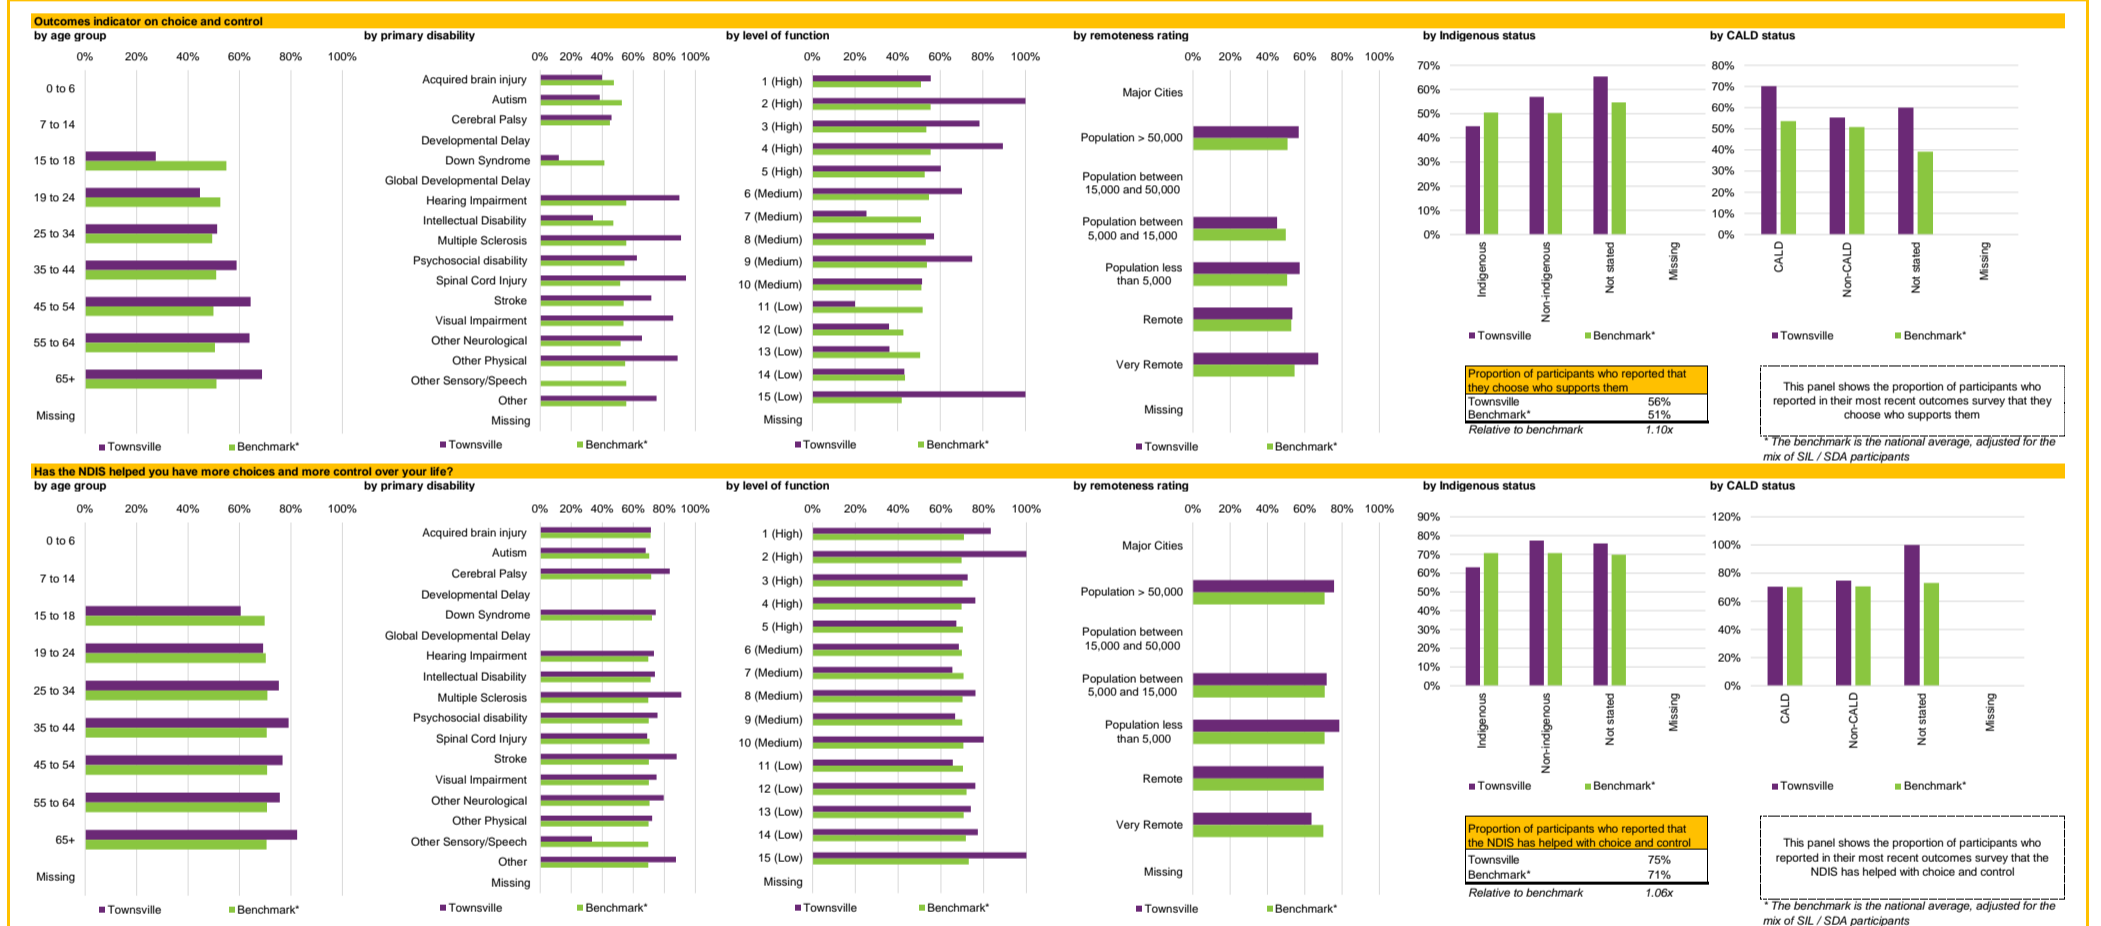 Outcomes indicator on choice and control
by age group
0% 20% 40% 60% 80% 100%
0 to 6
7 to 14
15 to 18
19 to 24
25 to 34
35 to 44
45 to 54
55 to 64
65+
Missing
Townsville Benchmark*
by primary disability
0% 20% 40% 60% 80% 100%
Acquired brain injury
Autism
Cerebral Palsy
Developmental Delay
Down Syndrome
Global Developmental Delay
Hearing Impairment
Intellectual Disability
Multiple Sclerosis
Psychosocial disability
Spinal Cord Injury
Stroke
Visual Impairment
Other Neurological
Other Physical
Other Sensory/Speech
Other
Missing
Townsville Benchmark*
by level of function
0% 20% 40% 60% 80% 100%
1 (High)
2 (High)
3 (High)
4 (High)
5 (High)
6 (Medium)
7 (Medium)
8 (Medium)
9 (Medium)
10 (Medium)
11 (Low)
12 (Low)
13 (Low)
14 (Low)
15 (Low)
Missing
Townsville Benchmark*
by remoteness rating
0% 20% 40% 60% 80% 100%
Major Cities
Population > 50,000
Population between
15,000 and 50,000
Population between
5,000 and 15,000
Population less
than 5,000
Remote
Very Remote
Missing
Townsville Benchmark*
by Indigenous status
70%
60%
50%
40%
30%
20%
10%
0%
Indigenous
Non-indigenous
Not stated
Missing
Townsville Benchmark*
Proportion of participants who reported that
they choose who supports them
Townsville 56%
Benchmark* 51%
Relative to benchmark 1.10x
by CALD status
80%
70%
60%
50%
40%
30%
20%
10%
0%
CALD
Non-CALD
Not stated
Missing
Townsville Benchmark*
This panel shows the proportion of participants who
reported in their most recent outcomes survey that they
choose who supports them
* The benchmark is the national average, adjusted for the
mix of SIL / SDA participants
Has the NDIS helped you have more choices and more control over your life?
by age group
0% 20% 40% 60% 80% 100%
0 to 6
7 to 14
15 to 18
19 to 24
25 to 34
35 to 44
45 to 54
55 to 64
65+
Missing
Townsville Benchmark*
by primary disability
0% 20% 40% 60% 80% 100%
Acquired brain injury
Autism
Cerebral Palsy
Developmental Delay
Down Syndrome
Global Developmental Delay
Hearing Impairment
Intellectual Disability
Multiple Sclerosis
Psychosocial disability
Spinal Cord Injury
Stroke
Visual Impairment
Other Neurological
Other Physical
Other Sensory/Speech
Other
Missing
Townsville Benchmark*
by level of function
0% 20% 40% 60% 80% 100%
1 (High)
2 (High)
3 (High)
4 (High)
5 (High)
6 (Medium)
7 (Medium)
8 (Medium)
9 (Medium)
10 (Medium)
11 (Low)
12 (Low)
13 (Low)
14 (Low)
15 (Low)
Missing
Townsville Benchmark*
by remoteness rating
0% 20% 40% 60% 80% 100%
Major Cities
Population > 50,000
Population between
15,000 and 50,000
Population between
5,000 and 15,000
Population less
than 5,000
Remote
Very Remote
Missing
Townsville Benchmark*
by Indigenous status
90%
80%
70%
60%
50%
40%
30%
20%
10%
0%
Indigenous
Non-indigenous
Not stated
Missing
Townsville Benchmark*
Proportion of participants who reported that
the NDIS has helped with choice and control
Townsville 75%
Benchmark* 71%
Relative to benchmark 1.06x
by CALD status
120%
100%
80%
60%
40%
20%
0%
CALD
Non-CALD
Not stated
Missing
Townsville Benchmark*
This panel shows the proportion of participants who
reported in their most recent outcomes survey that the
NDIS has helped with choice and control
* The benchmark is the national average, adjusted for the
mix of SIL / SDA participants